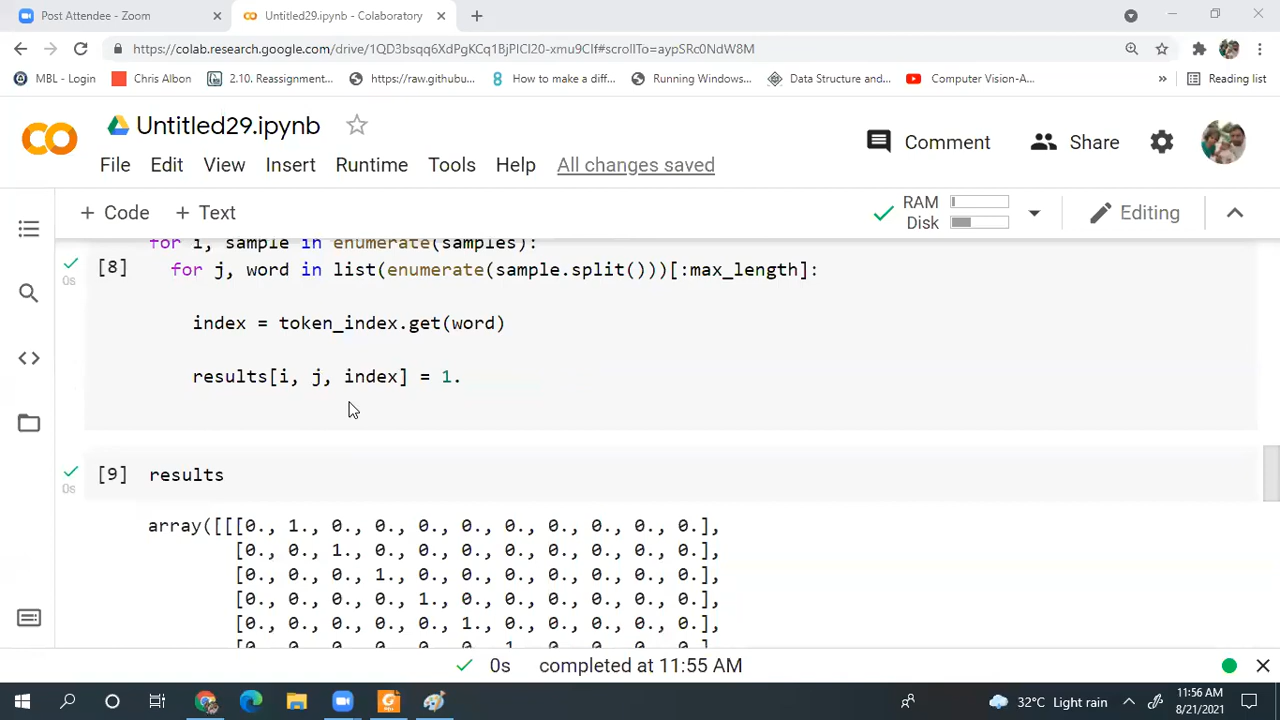 Post Attendee - Zoom
Untitled29.ipynb - Colaboratory
https://colab.research.google.com/drive/1QD3bsqq6XdPgKCq1BjPICI20-xmu9CIf#scrollTo=aypSRc0NdW8M
MBL - Login
Chris Albon
2.10. Reassignment...
https://raw.githubu...
How to make a diff...
Running Windows...
Data Structure and...
Computer Vision-A...
»
Reading list
Untitled29.ipynb
Comment
Share
File Edit View Insert Runtime Tools Help All changes saved
+ Code + Text
RAM
Disk
Editing
for i, sample in enumerate(samples):
[8] for j, word in list(enumerate(sample.split()))[:max_length]:
0s
index = token_index.get(word)
results[i, j, index] = 1.
[9] results
0s
array([[[0., 1., 0., 0., 0., 0., 0., 0., 0., 0., 0.],
[0., 0., 1., 0., 0., 0., 0., 0., 0., 0., 0.],
[0., 0., 0., 1., 0., 0., 0., 0., 0., 0., 0.],
[0., 0., 0., 0., 1., 0., 0., 0., 0., 0., 0.],
[0., 0., 0., 0., 0., 1., 0., 0., 0., 0., 0.],
0s completed at 11:55 AM
32°C Light rain
11:56 AM
8/21/2021